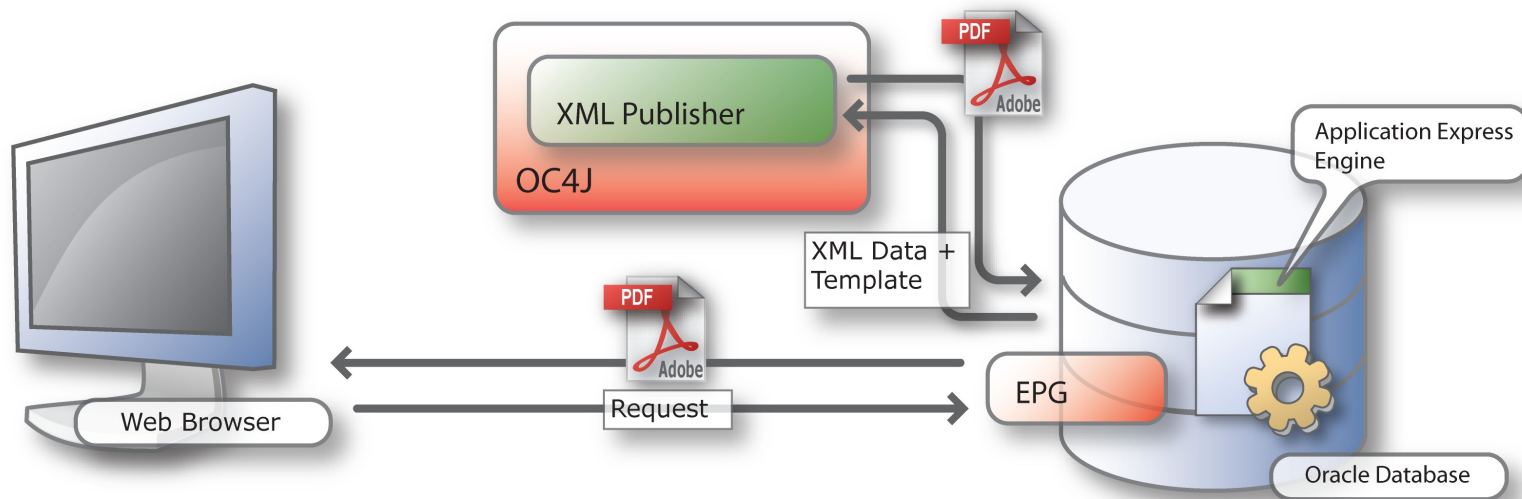 PDF
Adobe
XML Publisher
OC4J
Application Express
Engine
XML Data +
Template
PDF
Adobe
Request
EPG
Web Browser
Oracle Database